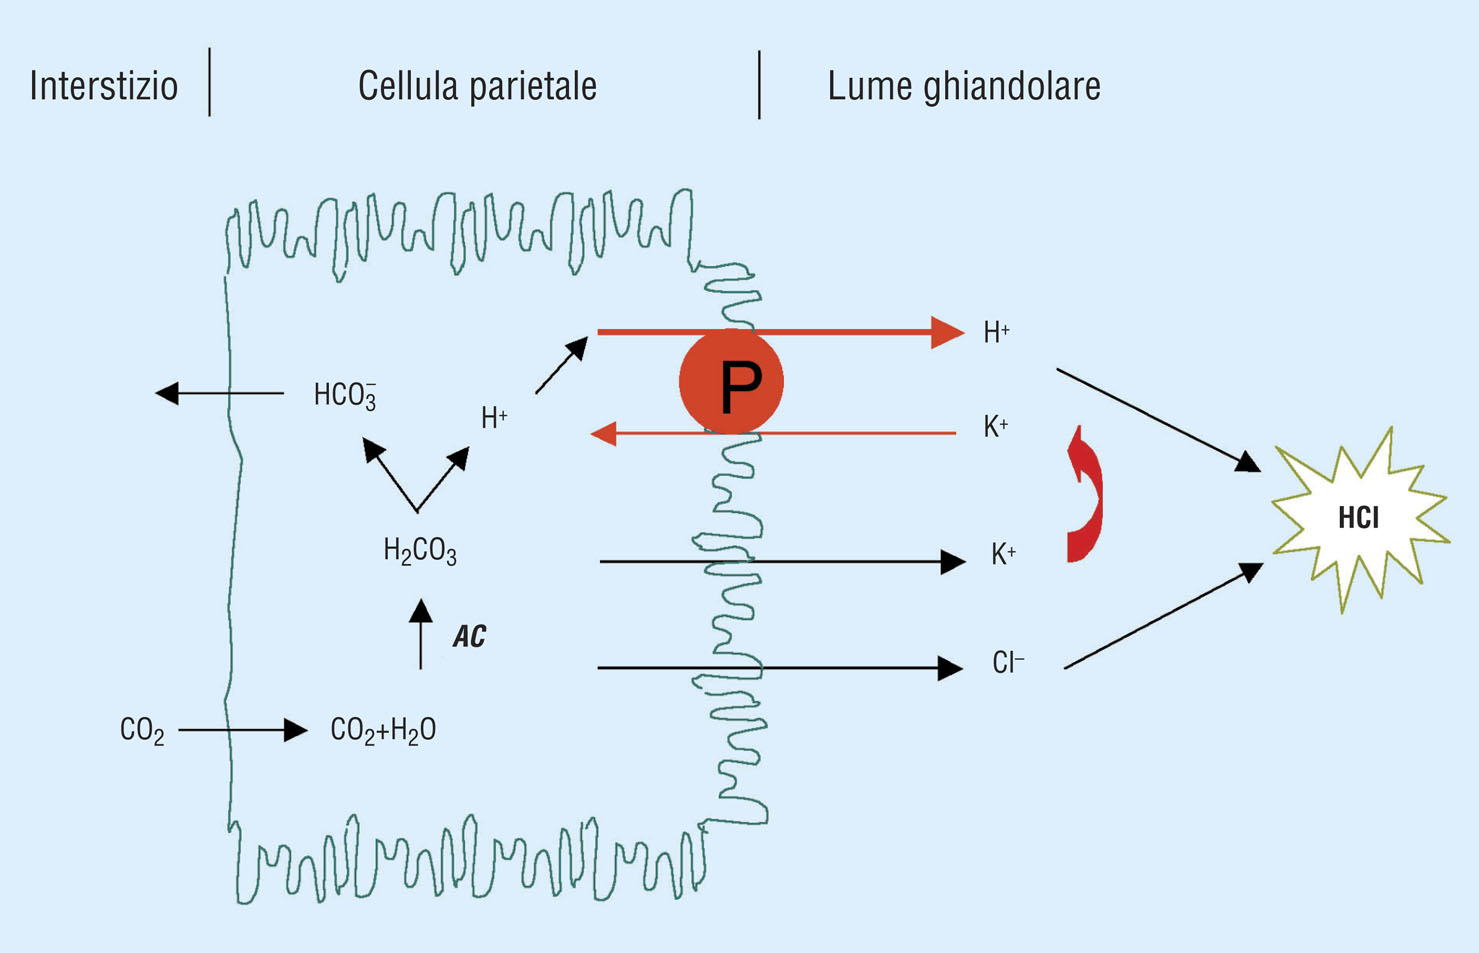 Interstizio
Cellula parietale
Lume ghiandolare
H⁺
P
HCO₃⁻
H⁺
K⁺
HCl
H₂CO₃
K⁺
AC
Cl⁻
CO₂
CO₂+H₂O